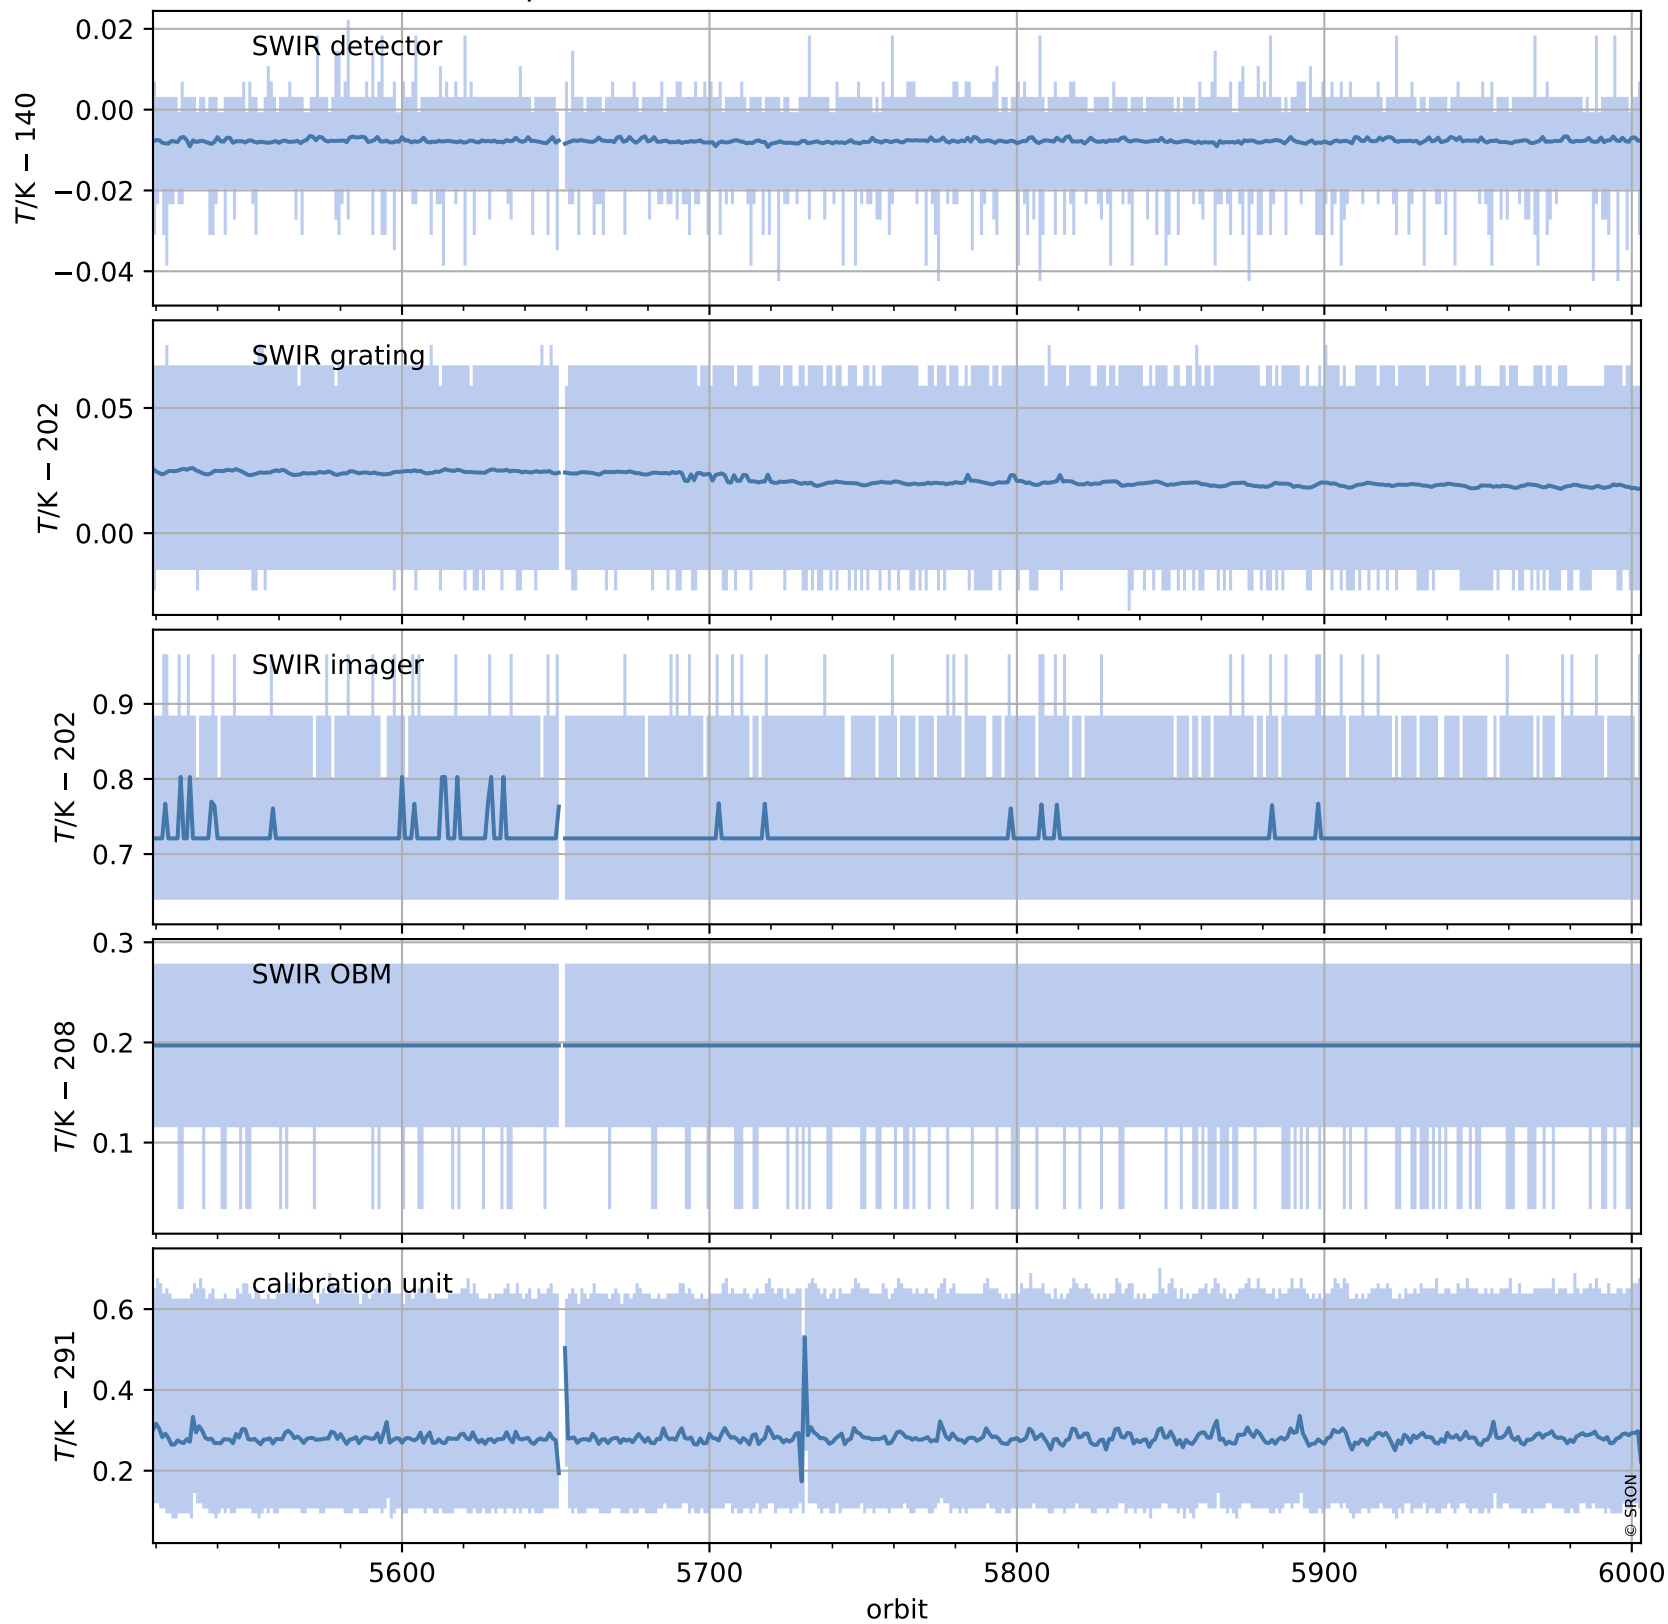 0.02
0.00
−0.02
−0.04
T/K − 140
SWIR detector
0.05
0.00
T/K − 202
SWIR grating
0.9
0.8
0.7
T/K − 202
SWIR imager
0.3
0.2
0.1
T/K − 208
SWIR OBM
0.6
0.4
0.2
T/K − 291
calibration unit
© SRON
5600 5700 5800 5900 6000
orbit